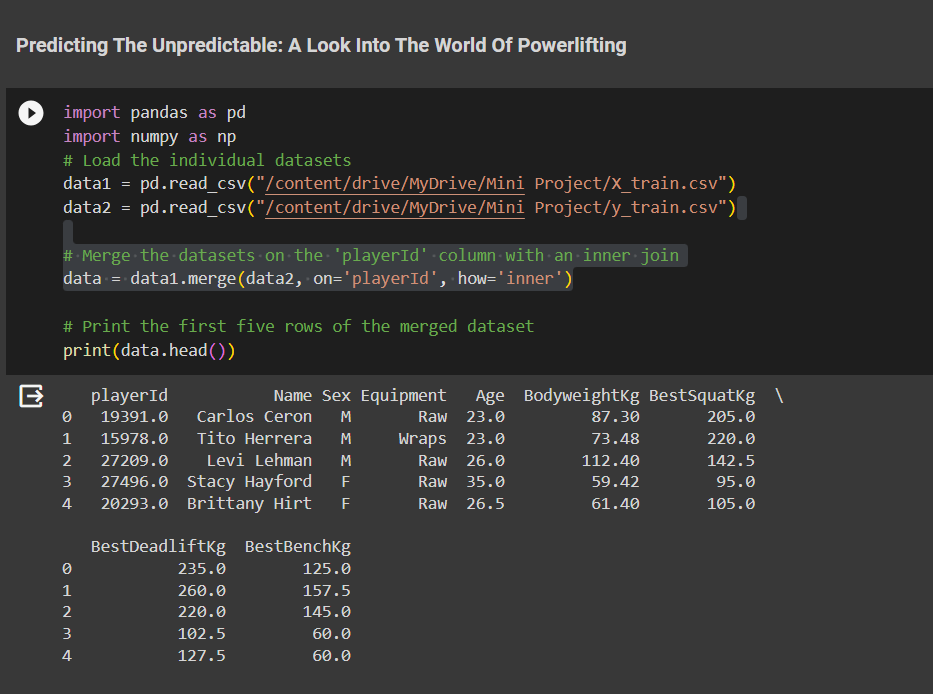 Predicting The Unpredictable: A Look Into The World Of Powerlifting
import pandas as pd
import numpy as np
# Load the individual datasets
data1 = pd.read_csv("/content/drive/MyDrive/Mini Project/X_train.csv")
data2 = pd.read_csv("/content/drive/MyDrive/Mini Project/y_train.csv")
# Merge the datasets on the 'playerId' column with an inner join
data = data1.merge(data2, on='playerId', how='inner')
# Print the first five rows of the merged dataset
print(data.head())
playerId Name Sex Equipment Age BodyweightKg BestSquatKg \
0 19391.0 Carlos Ceron M Raw 23.0 87.30 205.0
1 15978.0 Tito Herrera M Wraps 23.0 73.48 220.0
2 27209.0 Levi Lehman M Raw 26.0 112.40 142.5
3 27496.0 Stacy Hayford F Raw 35.0 59.42 95.0
4 20293.0 Brittany Hirt F Raw 26.5 61.40 105.0
BestDeadliftKg BestBenchKg
0 235.0 125.0
1 260.0 157.5
2 220.0 145.0
3 102.5 60.0
4 127.5 60.0